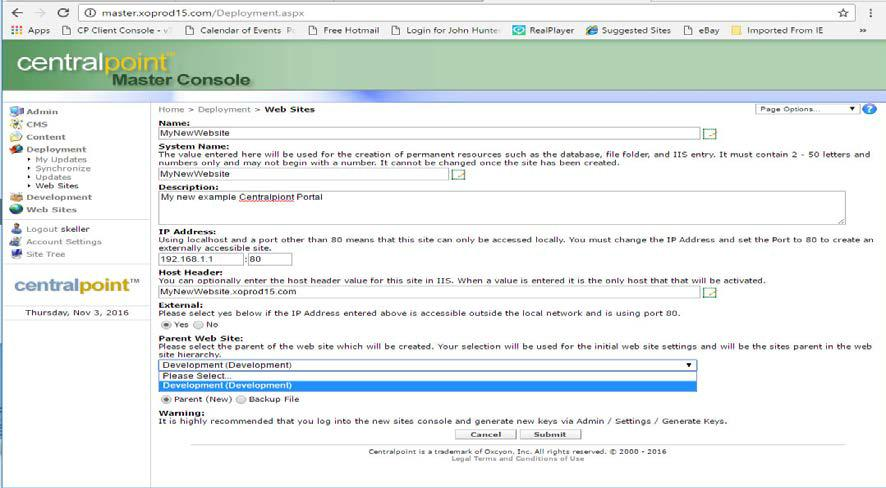 master.xoprod15.com/Deployment.aspx
Apps CP Client Console - v Calendar of Events Free Hotmail Login for John Hunte RealPlayer Suggested Sites eBay Imported From IE »
centralpoint™
Master Console
Home > Deployment > Web Sites Page Options...
Admin
CMS
Content
Deployment
My Updates
Synchronize
Updates
Web Sites
Development
Web Sites
Logout skeller
Account Settings
Site Tree
centralpoint™
Thursday, Nov 3, 2016
Name:
MyNewWebsite
System Name:
The value entered here will be used for the creation of permanent resources such as the database, file folder, and IIS entry. It must contain 2 - 50 letters and
numbers only and may not begin with a number. It cannot be changed once the site has been created.
MyNewWebsite
Description:
My new example Centralpiont Portal
IP Address:
Using localhost and a port other than 80 means that this site can only be accessed locally. You must change the IP Address and set the Port to 80 to create an
externally accessible site.
192.168.1.1 : 80
Host Header:
You can optionally enter the host header value for this site in IIS. When a value is entered it is the only host that that will be activated.
MyNewWebsite.xoprod15.com
External:
Please select yes below if the IP Address entered above is accessible outside the local network and is using port 80.
Yes No
Parent Web Site:
Please select the parent of the web site which will be created. Your selection will be used for the initial web site settings and will be the sites parent in the web
site hierarchy.
Development (Development)
Please Select...
Development (Development)
Parent (New) Backup File
Warning:
It is highly recommended that you log into the new sites console and generate new keys via Admin / Settings / Generate Keys.
Cancel Submit
Centralpoint is a trademark of Oxcyon, Inc. All rights reserved. © 2000 - 2016
Legal Terms and Conditions of Use